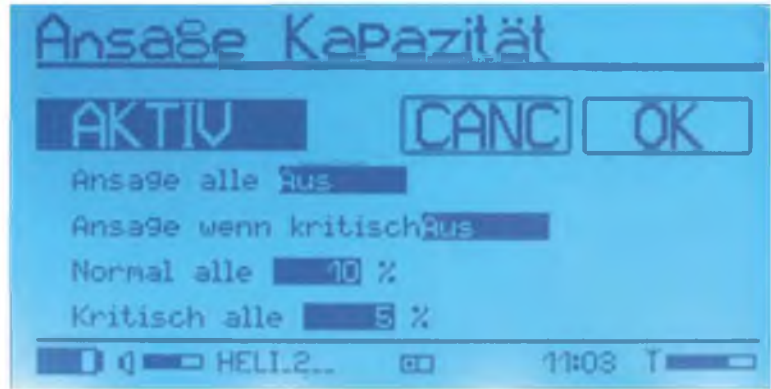 Ansage Kapazität
AKTIV CANC OK
Ansage alle Aus
Ansage wenn kritisch Aus
Normal alle 10 %
Kritisch alle 5 %
HELI.2__ 11:03 T